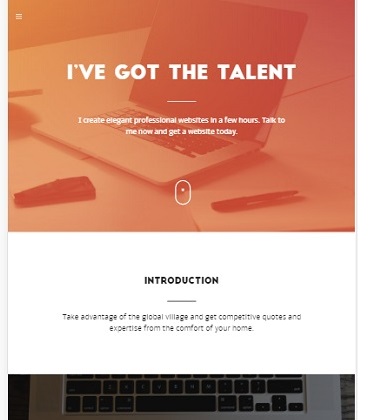 I'VE GOT THE TALENT
I create elegant professional websites in a few hours. Talk to
me now and get a website today.
INTRODUCTION
Take advantage of the global village and get competitive quotes and
expertise from the comfort of your home.